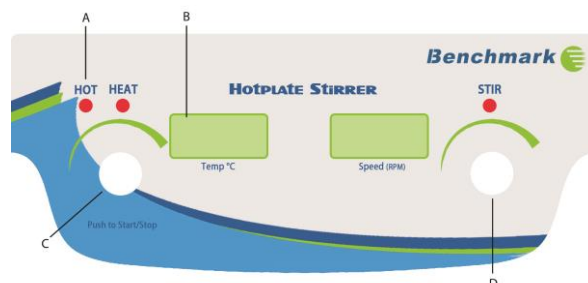 A
B
Benchmark
HOT
HEAT
HOTPLATE STIRRER
STIR
Temp °C
Speed (RPM)
Push to Start/Stop
C
D